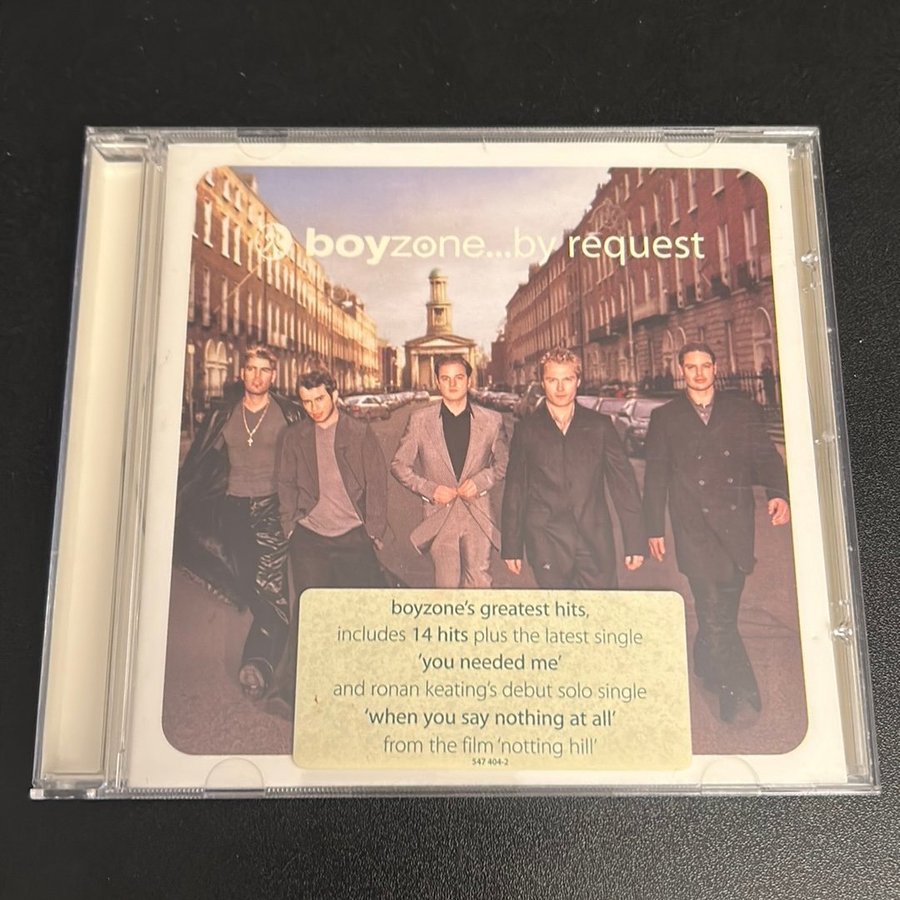 boyzone...by request
boyzone's greatest hits,
includes 14 hits plus the latest single
'you needed me'
and ronan keating's debut solo single
'when you say nothing at all'
from the film 'notting hill'
547 404-2